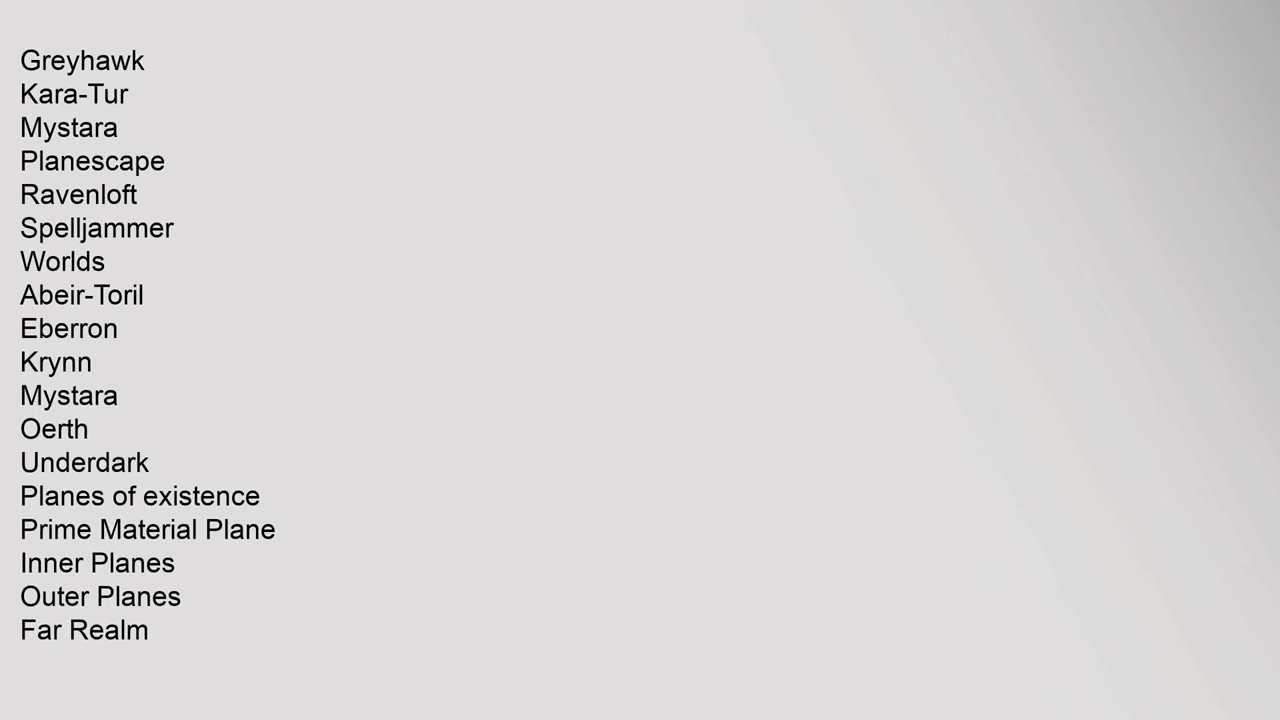 Greyhawk
Kara-Tur
Mystara
Planescape
Ravenloft
Spelljammer
Worlds
Abeir-Toril
Eberron
Krynn
Mystara
Oerth
Underdark
Planes of existence
Prime Material Plane
Inner Planes
Outer Planes
Far Realm